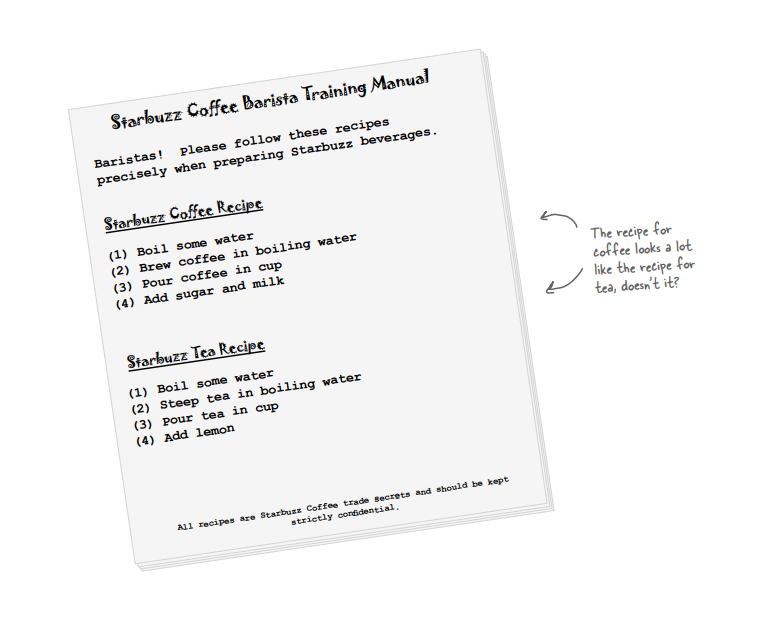 Starbuzz Coffee Barista Training Manual
Baristas! Please follow these recipes
precisely when preparing Starbuzz beverages.
Starbuzz Coffee Recipe
(1) Boil some water
(2) Brew coffee in boiling water
(3) Pour coffee in cup
(4) Add sugar and milk
The recipe for
coffee looks a lot
like the recipe for
tea, doesn't it?
Starbuzz Tea Recipe
(1) Boil some water
(2) Steep tea in boiling water
(3) Pour tea in cup
(4) Add lemon
All recipes are Starbuzz Coffee trade secrets and should be kept
strictly confidential.